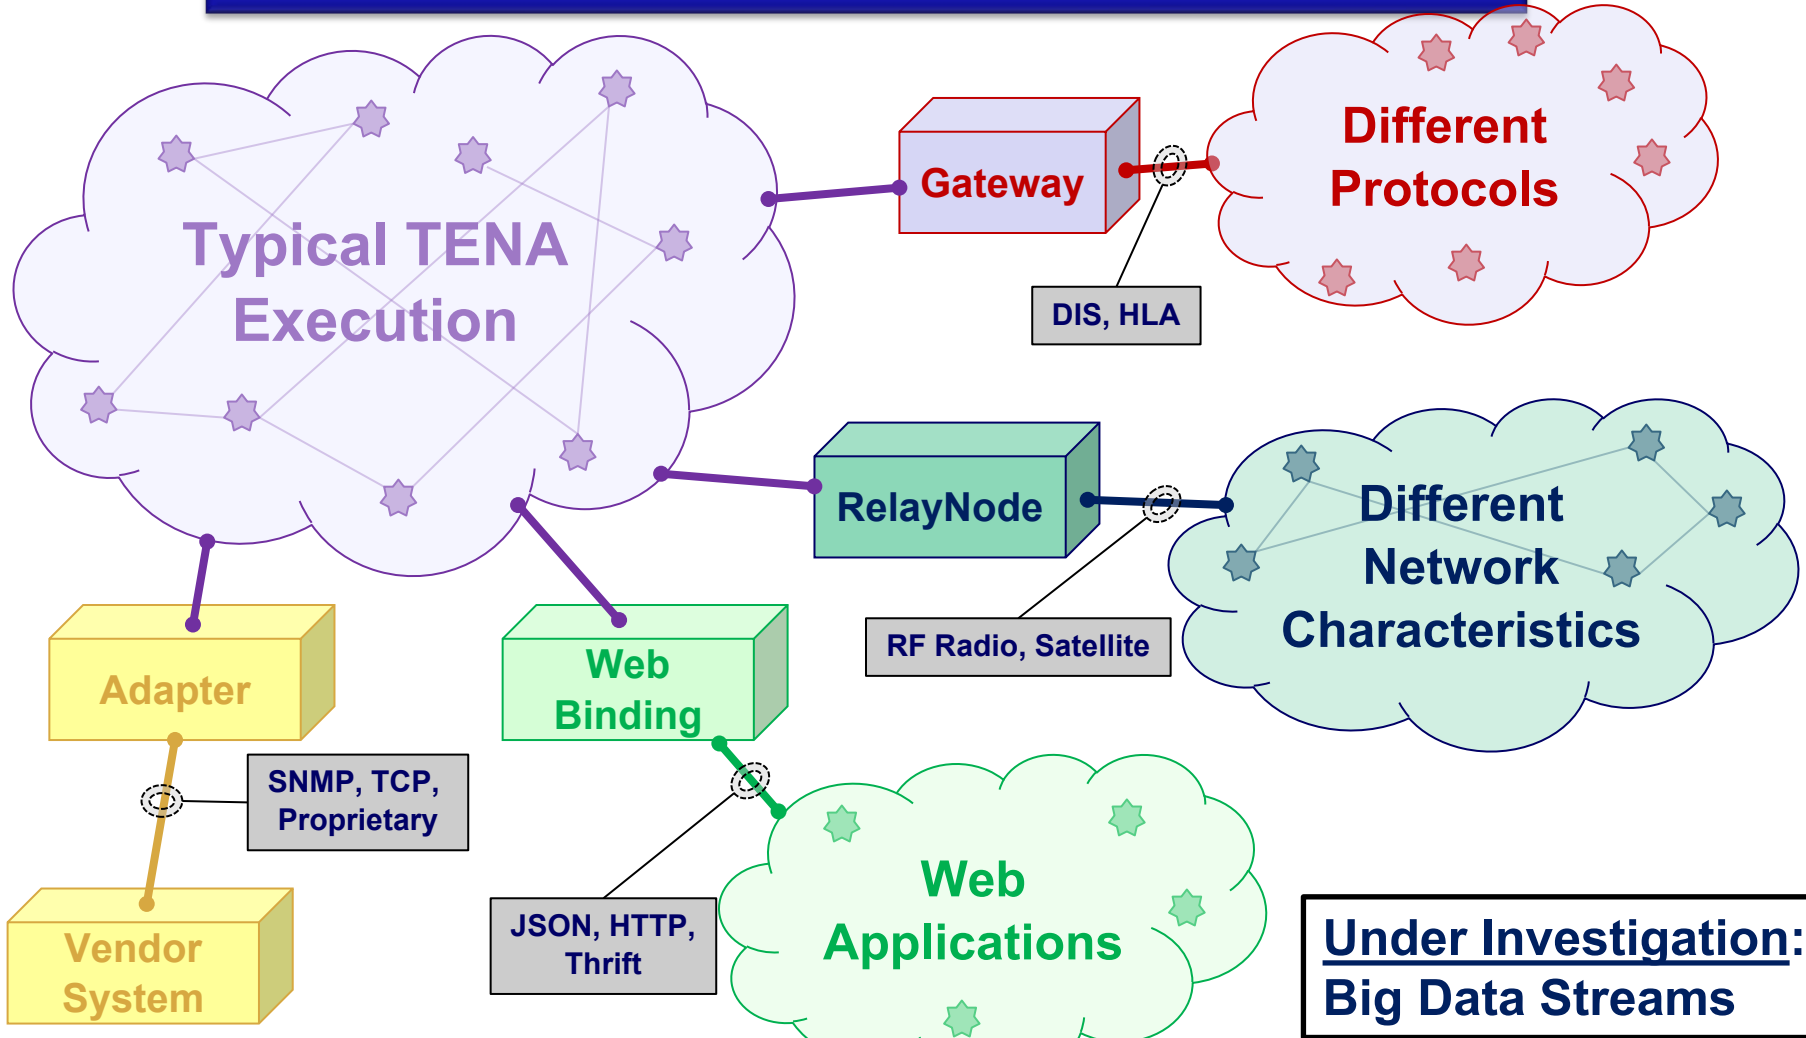 Typical TENA
Execution
Gateway
Different
Protocols
DIS, HLA
RelayNode
Different
Network
Characteristics
RF Radio, Satellite
Adapter
SNMP, TCP,
Proprietary
Vendor
System
Web
Binding
JSON, HTTP,
Thrift
Web
Applications
Under Investigation:
Big Data Streams